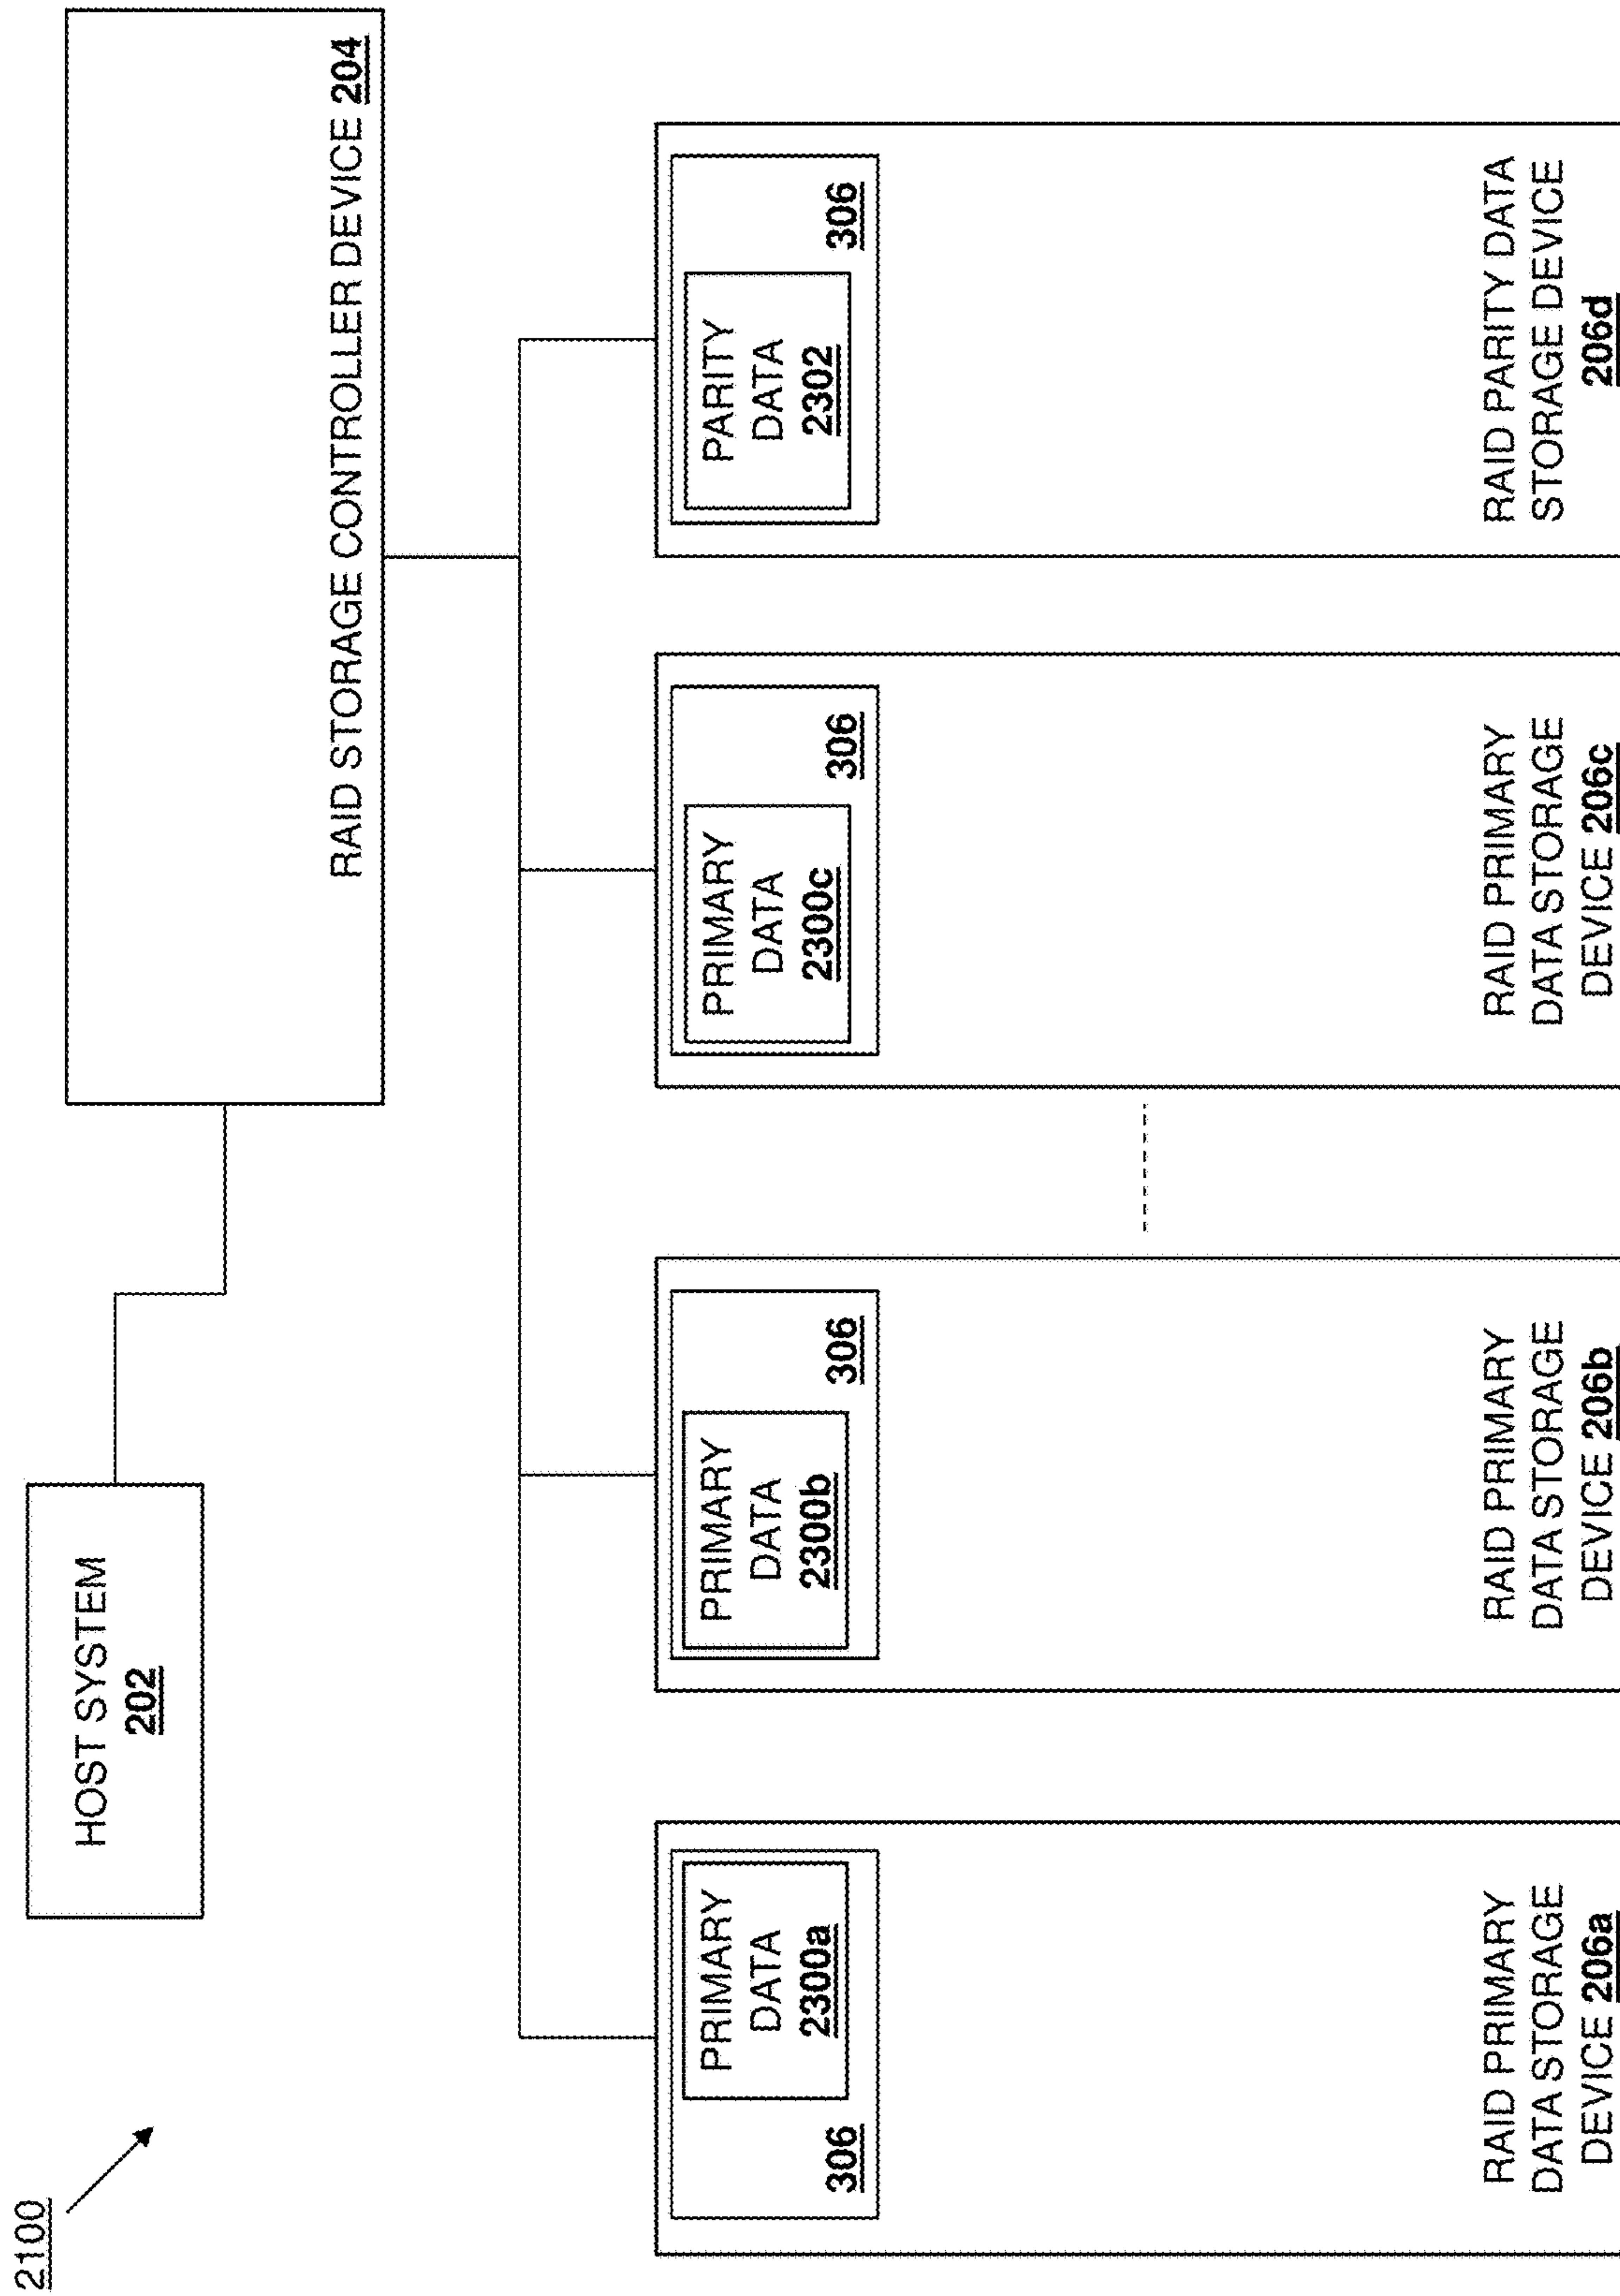 2100
HOST SYSTEM
202
RAID STORAGE CONTROLLER DEVICE 204
PRIMARY
DATA
2300a
306
RAID PRIMARY
DATA STORAGE
DEVICE 206a
PRIMARY
DATA
2300b
306
RAID PRIMARY
DATA STORAGE
DEVICE 206b
PRIMARY
DATA
2300c
306
RAID PRIMARY
DATA STORAGE
DEVICE 206c
PARITY
DATA
2302
306
RAID PARITY DATA
STORAGE DEVICE
206d